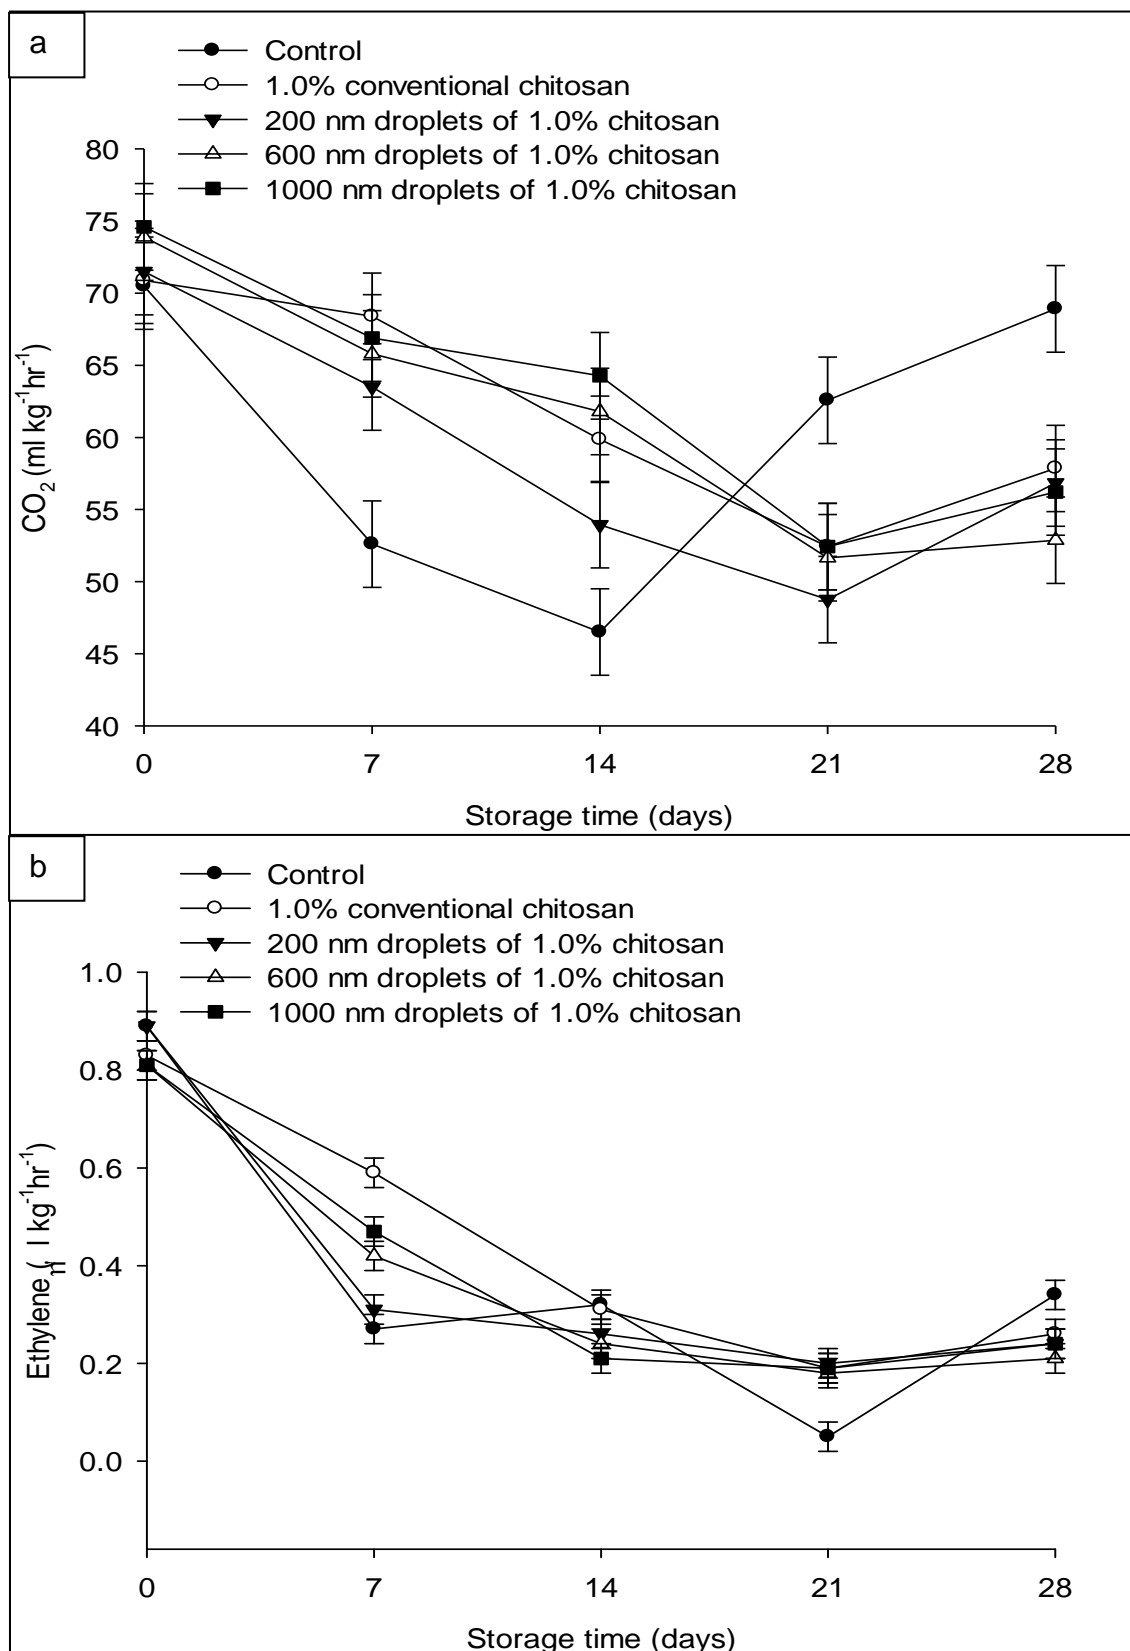 a
Control
1.0% conventional chitosan
200 nm droplets of 1.0% chitosan
600 nm droplets of 1.0% chitosan
1000 nm droplets of 1.0% chitosan
80
75
70
65
60
55
50
45
40
CO₂ (ml kg⁻¹hr⁻¹)
0 7 14 21 28
Storage time (days)
b
Control
1.0% conventional chitosan
200 nm droplets of 1.0% chitosan
600 nm droplets of 1.0% chitosan
1000 nm droplets of 1.0% chitosan
1.0
0.8
0.6
0.4
0.2
0.0
Ethylene ( l kg⁻¹hr⁻¹)
0 7 14 21 28
Storage time (days)